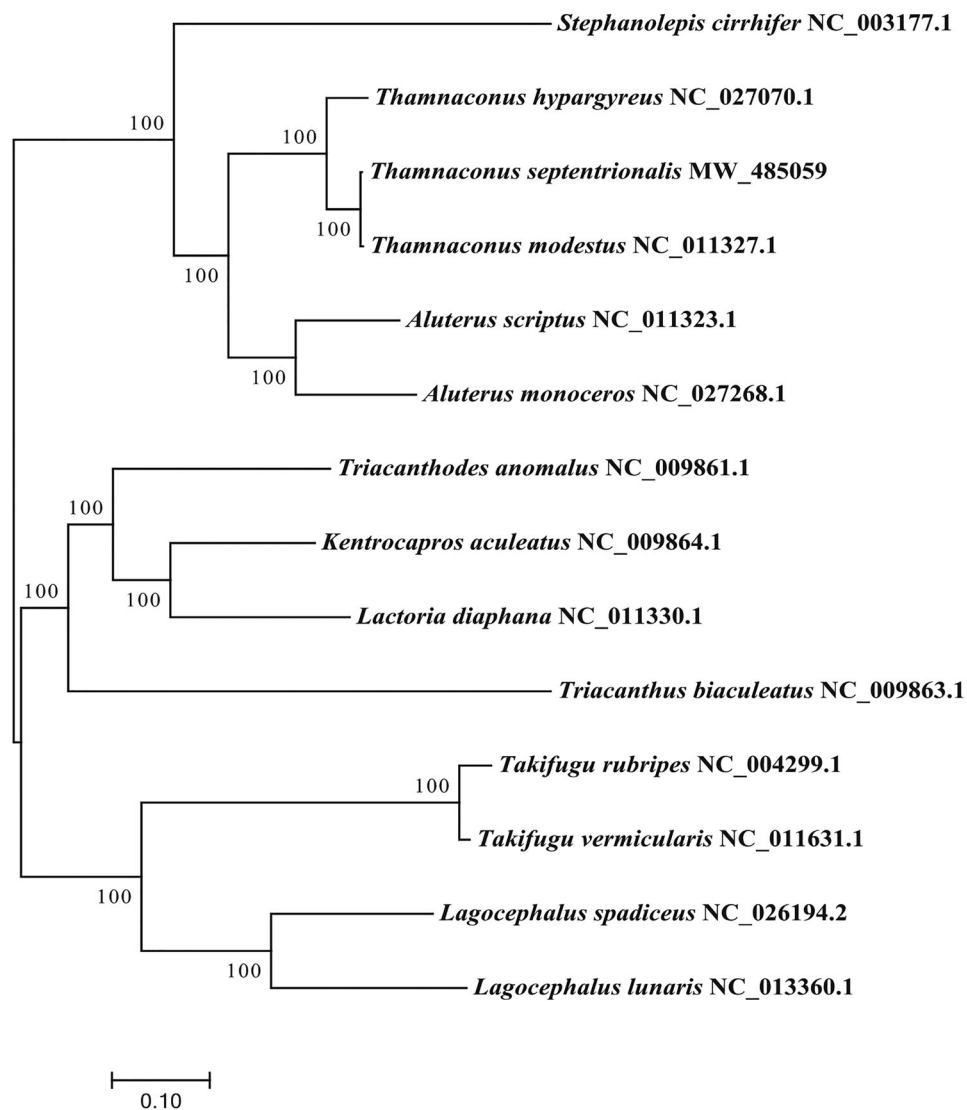 Stephanolepis cirrhifer NC_003177.1
100
Thamnaconus hypargyreus NC_027070.1
100
Thamnaconus septentrionalis MW_485059
100
Thamnaconus modestus NC_011327.1
100
Aluterus scriptus NC_011323.1
100
Aluterus monoceros NC_027268.1
Triacanthodes anomalus NC_009861.1
100
Kentrocapros aculeatus NC_009864.1
100
100
Lactoria diaphana NC_011330.1
Triacanthus biaculeatus NC_009863.1
Takifugu rubripes NC_004299.1
100
Takifugu vermicularis NC_011631.1
100
Lagocephalus spadiceus NC_026194.2
100
Lagocephalus lunaris NC_013360.1
0.10